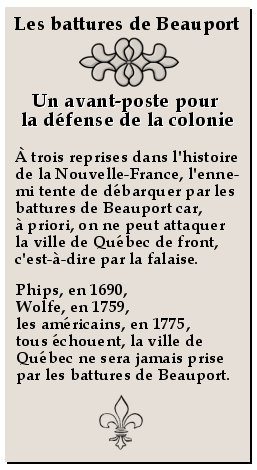 Les battures de Beauport
Un avant-poste pour
la défense de la colonie
À trois reprises dans l'histoire
de la Nouvelle-France, l'enne-
mi tente de débarquer par les
battures de Beauport car,
à priori, on ne peut attaquer
la ville de Québec de front,
c'est-à-dire par la falaise.
Phips, en 1690,
Wolfe, en 1759,
les américains, en 1775,
tous échouent, la ville de
Québec ne sera jamais prise
par les battures de Beauport.